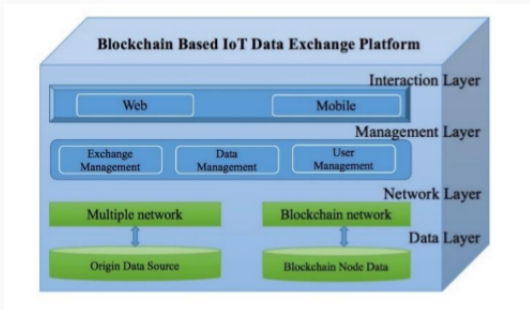 Blockchain Based IoT Data Exchange Platform
Interaction Layer
Web
Mobile
Management Layer
Exchange
Management
Data
Management
User
Management
Network Layer
Multiple network
Blockchain network
Data Layer
Origin Data Source
Blockchain Node Data